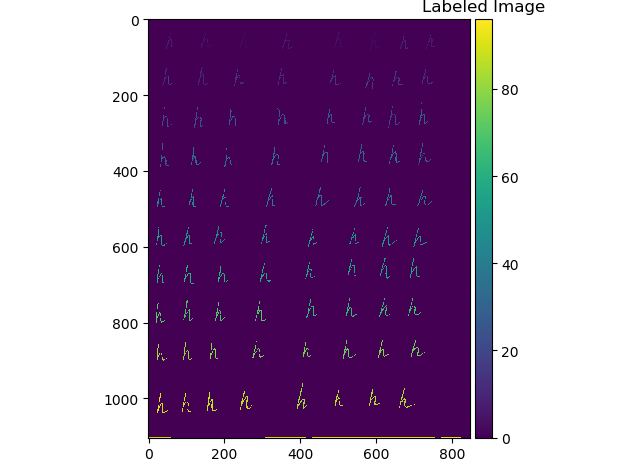 Labeled Image
0
h h h h h h h h
h h h h h h h h
80
200
h h h h h h h h
h h h h h h h h
400
60
h h h h h h h h
600 h h h h h h h h
40
h h h h h h h h
h h h h h h h h
800
h h h h h h h h 20
1000 h h h h h h h h
0
0 200 400 600 800